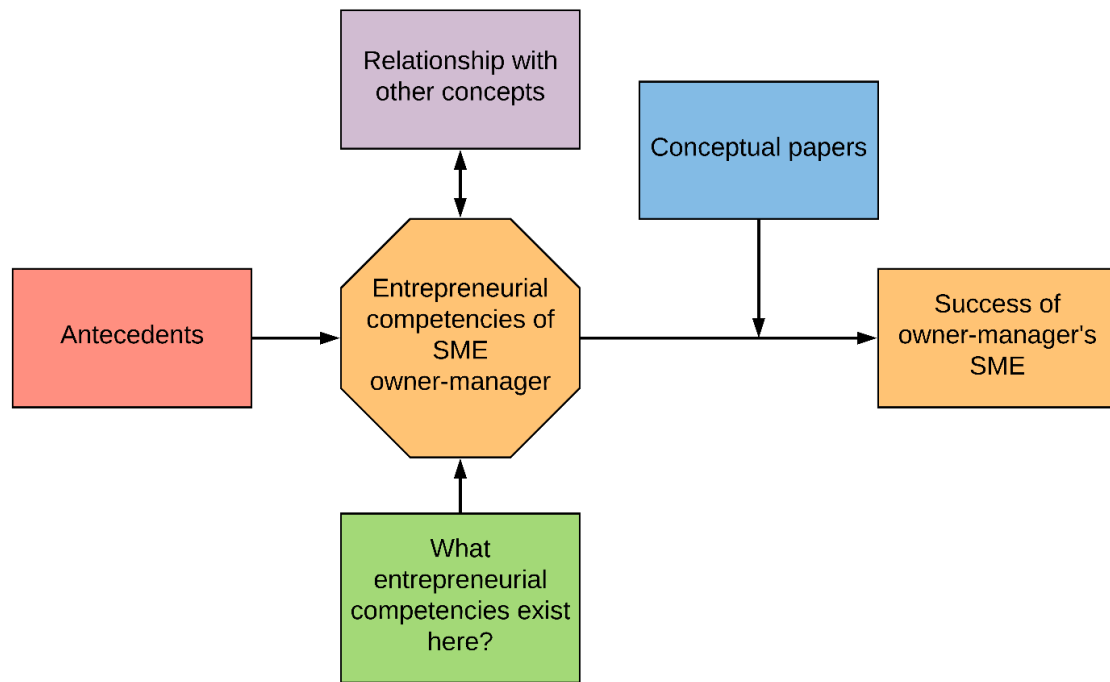 Relationship with
other concepts
Conceptual papers
Antecedents
Entrepreneurial
competencies of
SME
owner-manager
Success of
owner-manager's
SME
What
entrepreneurial
competencies exist
here?